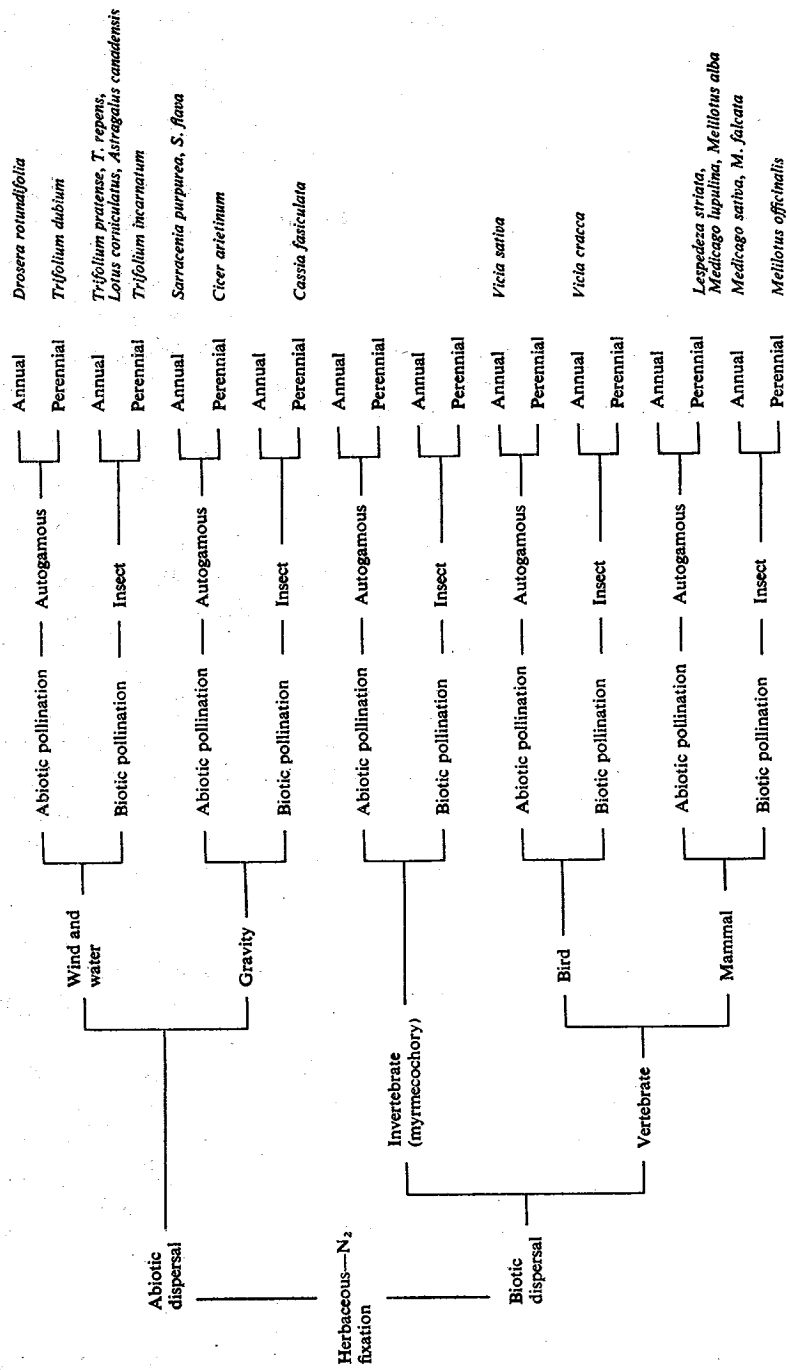 Herbaceous—N₂
fixation
Abiotic
dispersal
Biotic
dispersal
Wind and
water
Gravity
Invertebrate
(myrmecochory)
Vertebrate
Bird
Mammal
Abiotic pollination
Biotic pollination
Abiotic pollination
Biotic pollination
Abiotic pollination
Biotic pollination
Abiotic pollination
Biotic pollination
Abiotic pollination
Biotic pollination
Autogamous
Insect
Autogamous
Insect
Autogamous
Insect
Autogamous
Insect
Autogamous
Insect
Annual
Perennial
Annual
Perennial
Annual
Perennial
Annual
Perennial
Annual
Perennial
Annual
Perennial
Annual
Perennial
Annual
Perennial
Annual
Perennial
Annual
Perennial
Drosera rotundifolia
Trifolium dubium
Trifolium pratense, T. repens,
Lotus corniculatus, Astragalus canadensis
Trifolium incarnatum
Sarracenia purpurea, S. flava
Cicer arietinum
Cassia fasiculata
Vicia sativa
Vicia cracca
Lespedeza striata,
Medicago lupulina, Melilotus alba
Medicago sativa, M. falcata
Melilotus officinalis